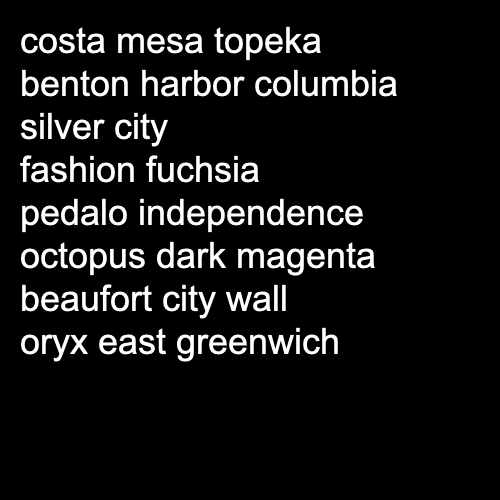 costa mesa topeka
benton harbor columbia
silver city
fashion fuchsia
pedalo independence
octopus dark magenta
beaufort city wall
oryx east greenwich